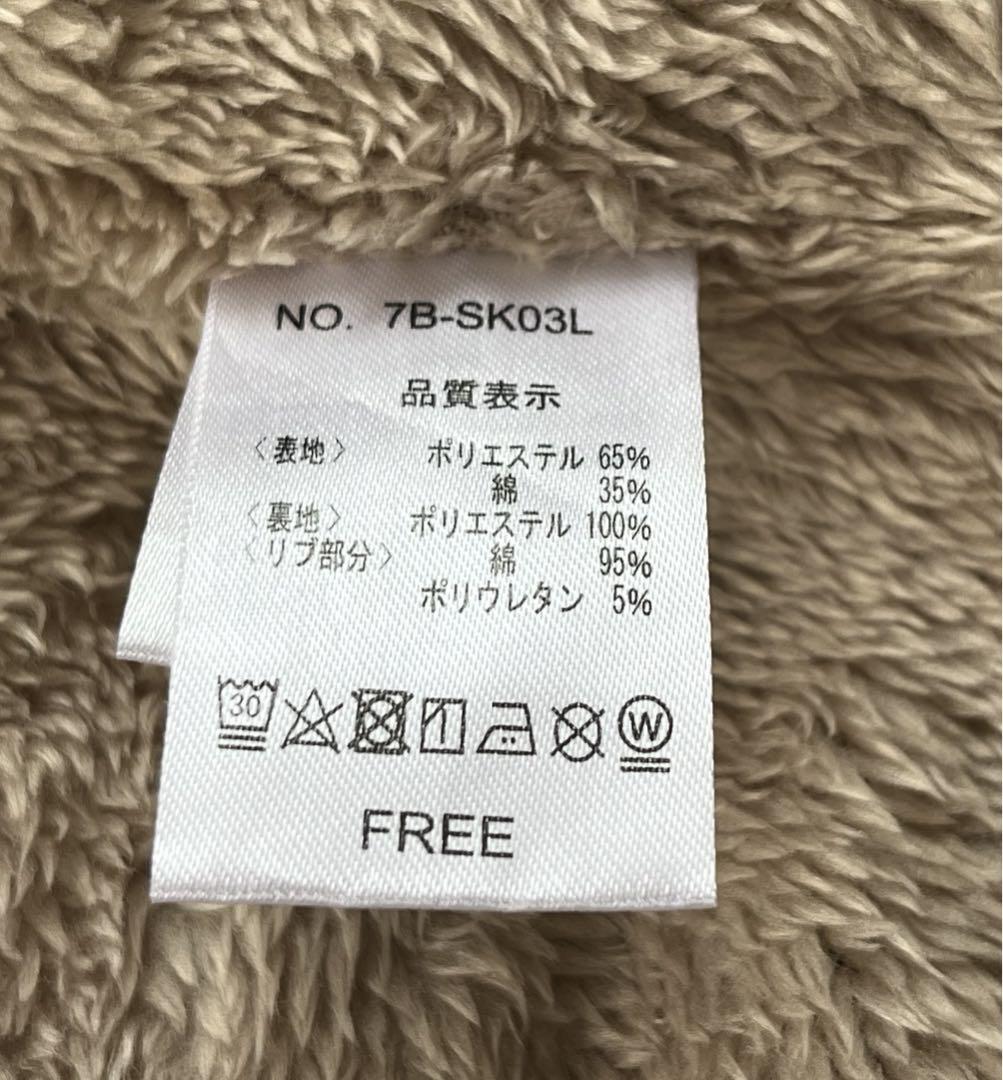 NO. 7B-SK03L
品質表示
〈表地〉 ポリエステル 65%
綿 35%
〈裏地〉 ポリエステル 100%
〈リブ部分〉 綿 95%
ポリウレタン 5%
30 W
FREE